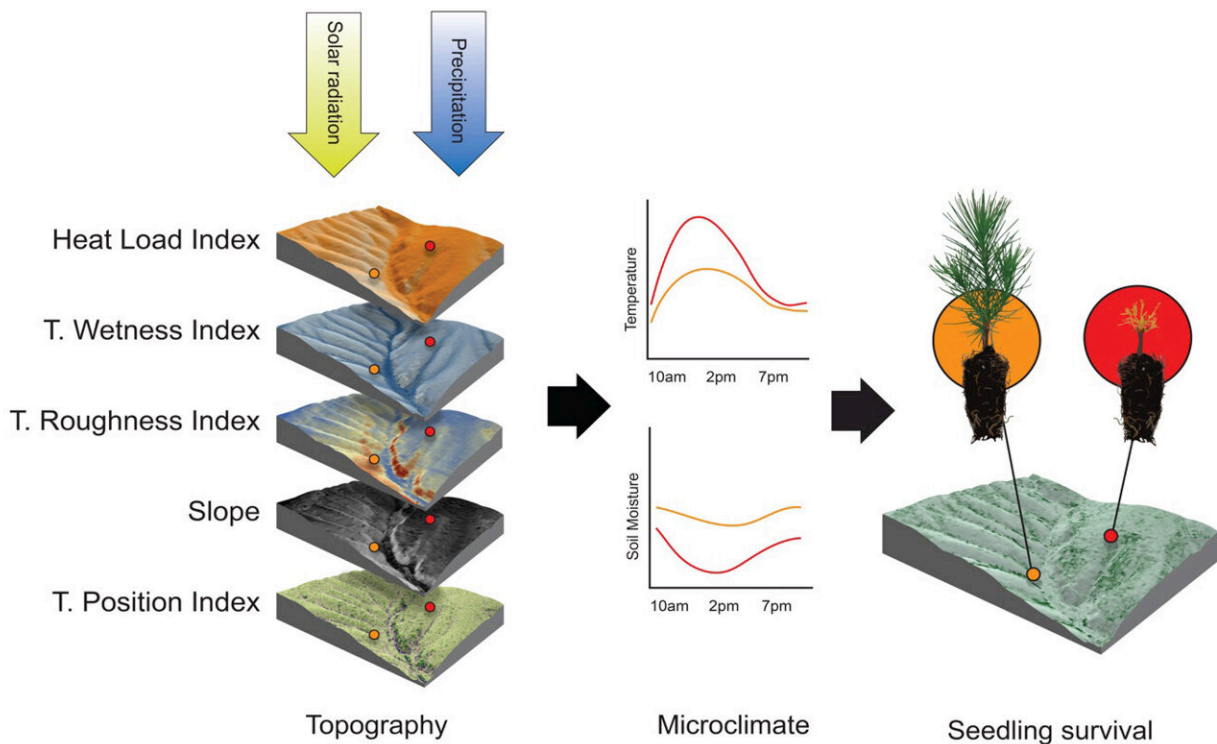 Solar radiation
Precipitation
Heat Load Index
T. Wetness Index
T. Roughness Index
Slope
T. Position Index
Topography
Temperature
10am 2pm 7pm
Soil Moisture
10am 2pm 7pm
Microclimate
Seedling survival